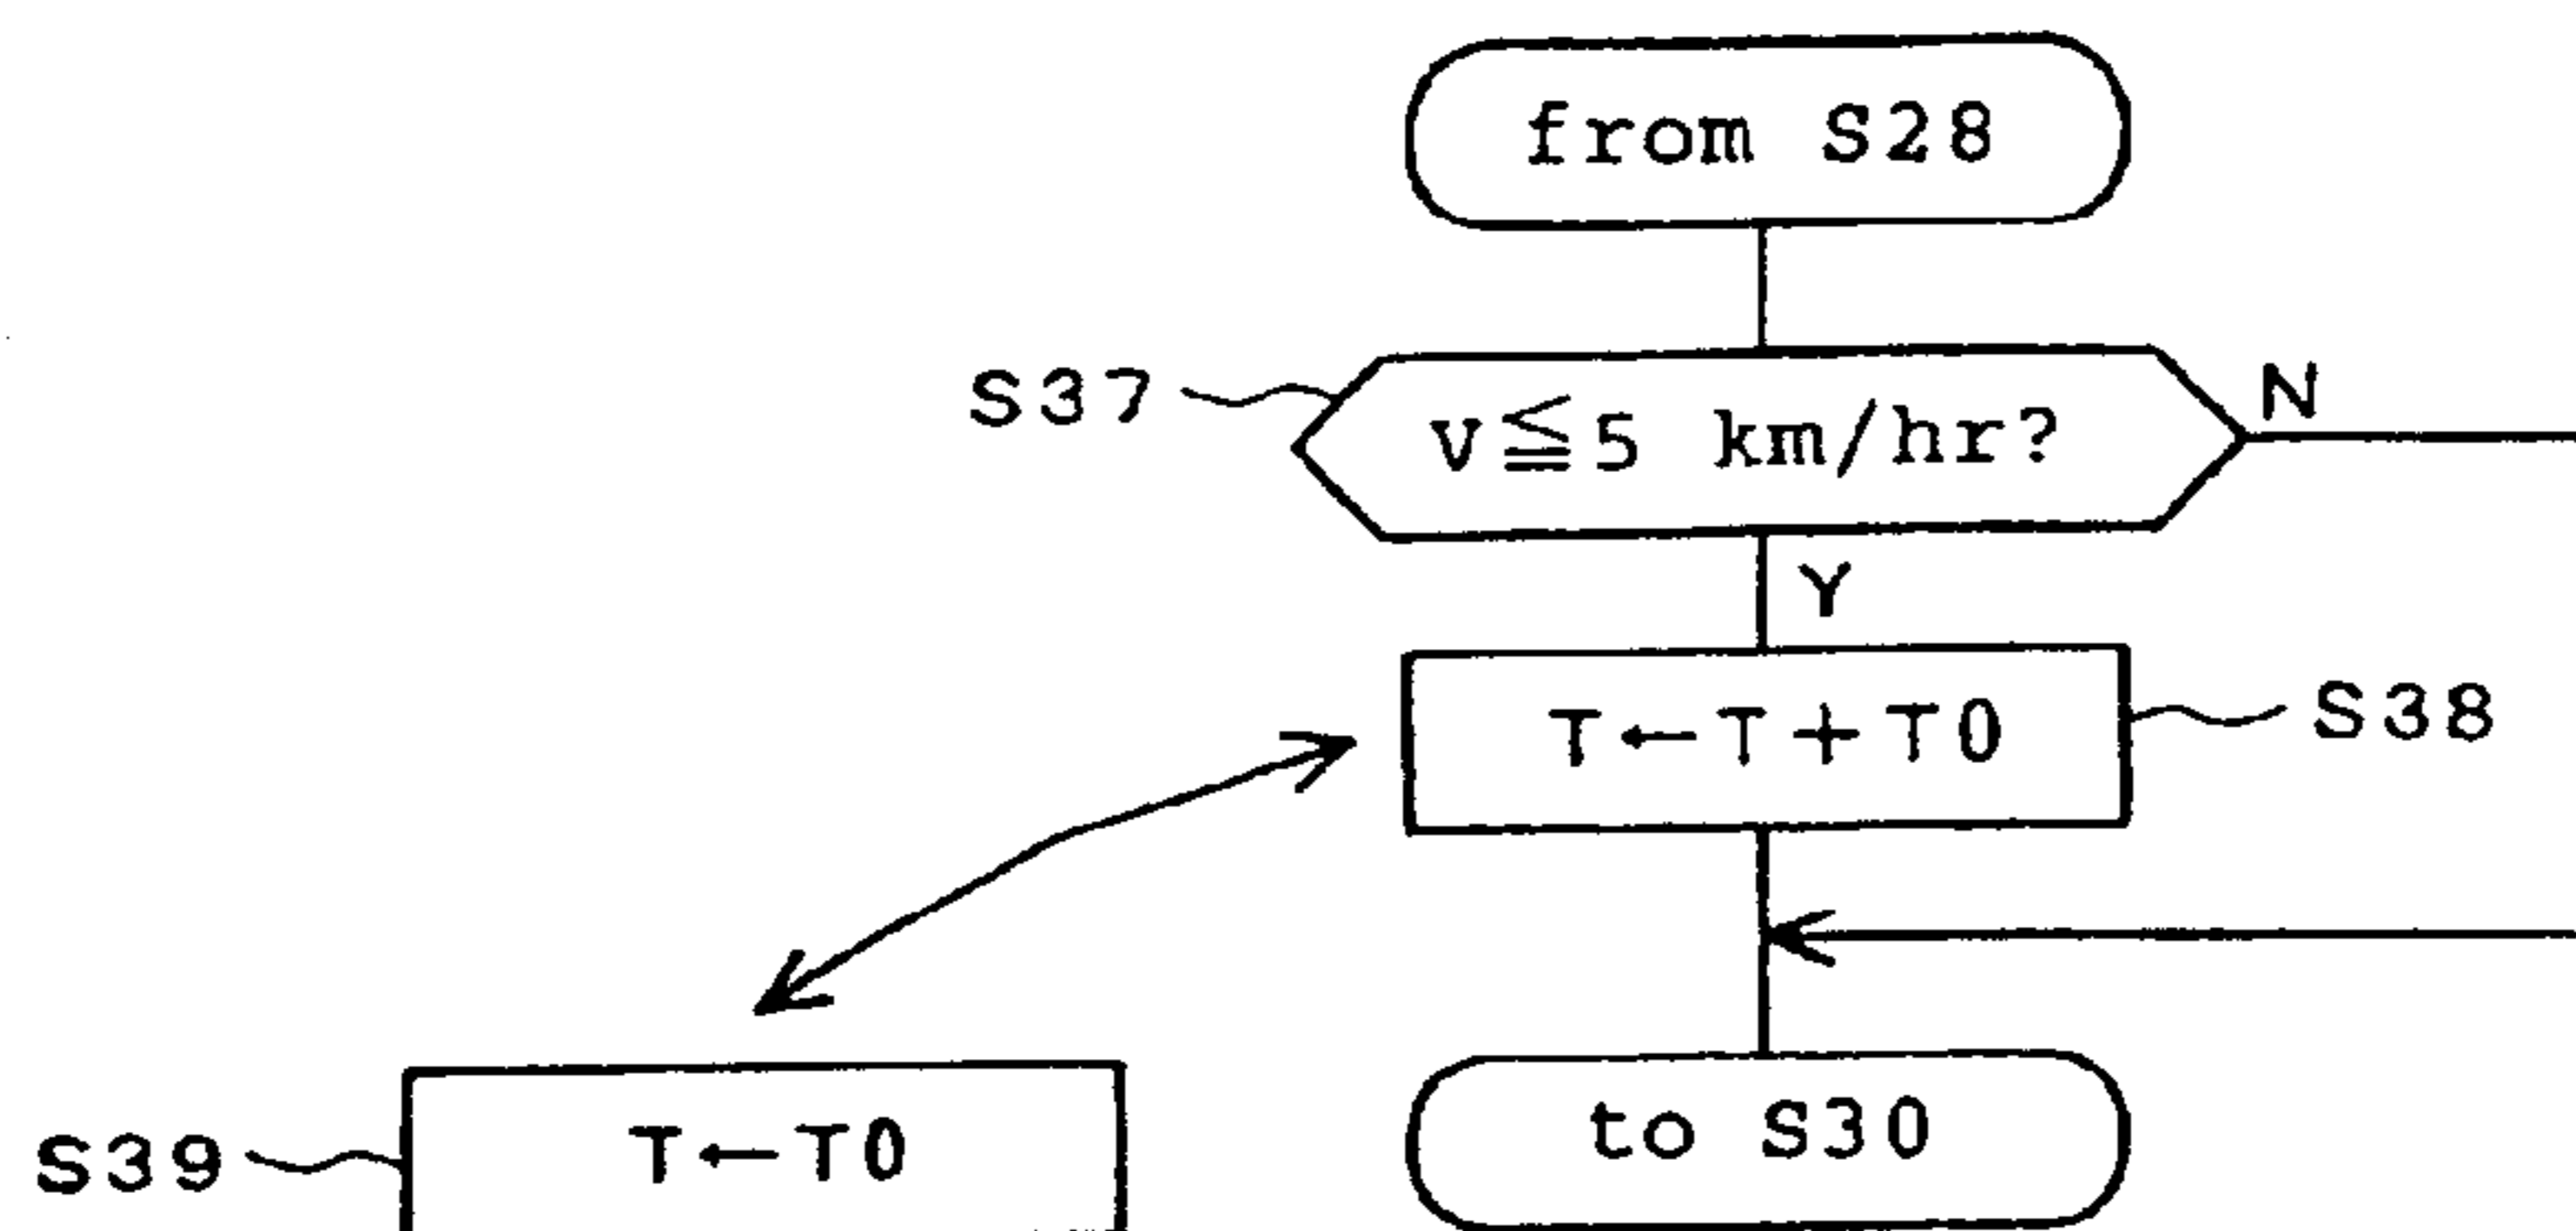 from S28
S37
v≦5 km/hr?
N
Y
T←T+T0
S38
S39
T←T0
to S30